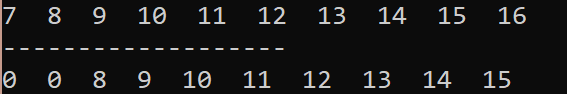 7  8  9  10  11  12  13  14  15  16
-------------------
0  0  8  9  10  11  12  13  14  15